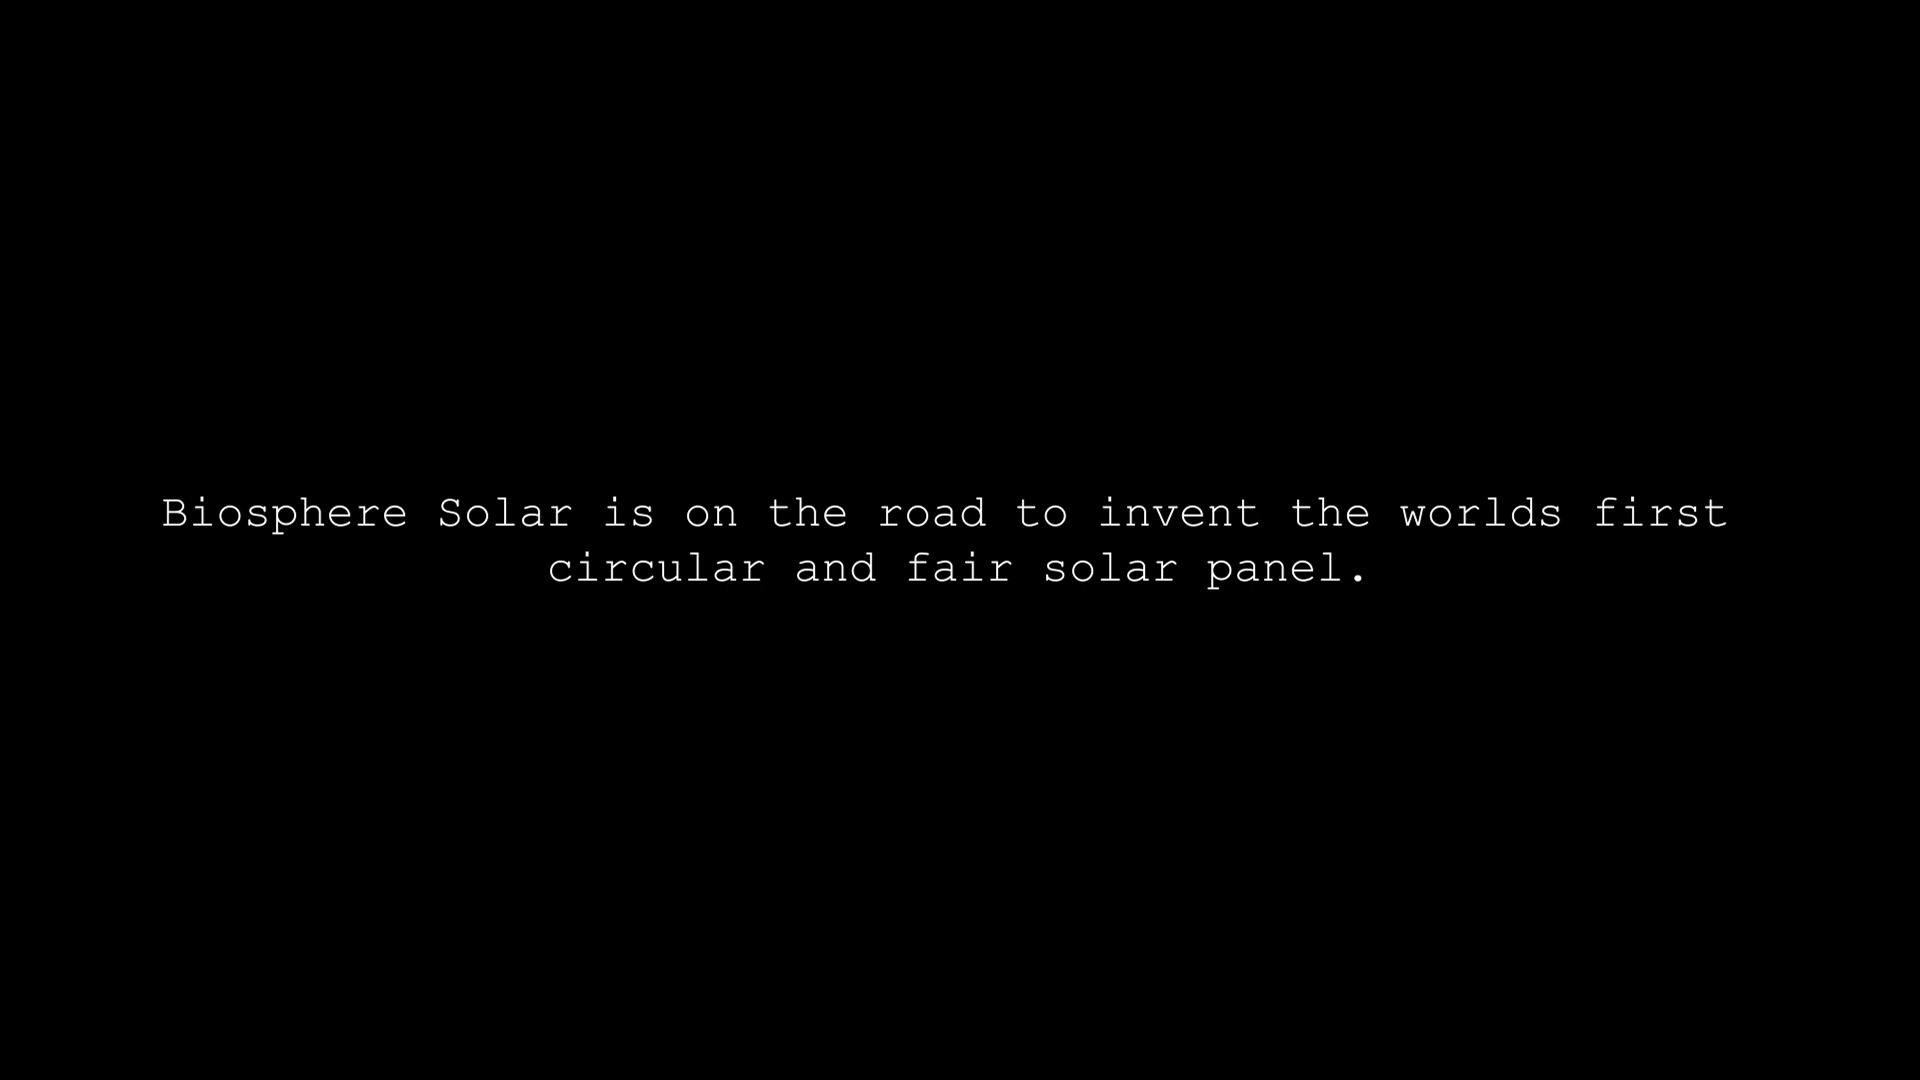 Biosphere Solar is on the road to invent the worlds first
circular and fair solar panel.